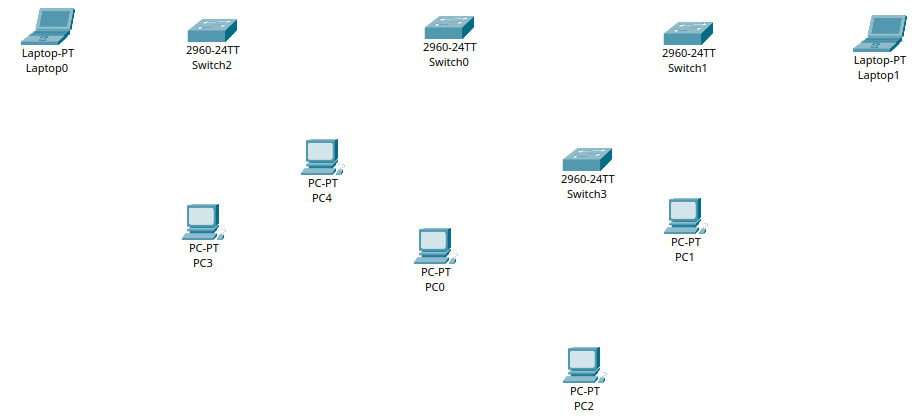 Laptop-PT
Laptop0
2960-24TT
Switch2
2960-24TT
Switch0
2960-24TT
Switch1
Laptop-PT
Laptop1
PC-PT
PC4
2960-24TT
Switch3
PC-PT
PC3
PC-PT
PC0
PC-PT
PC1
PC-PT
PC2